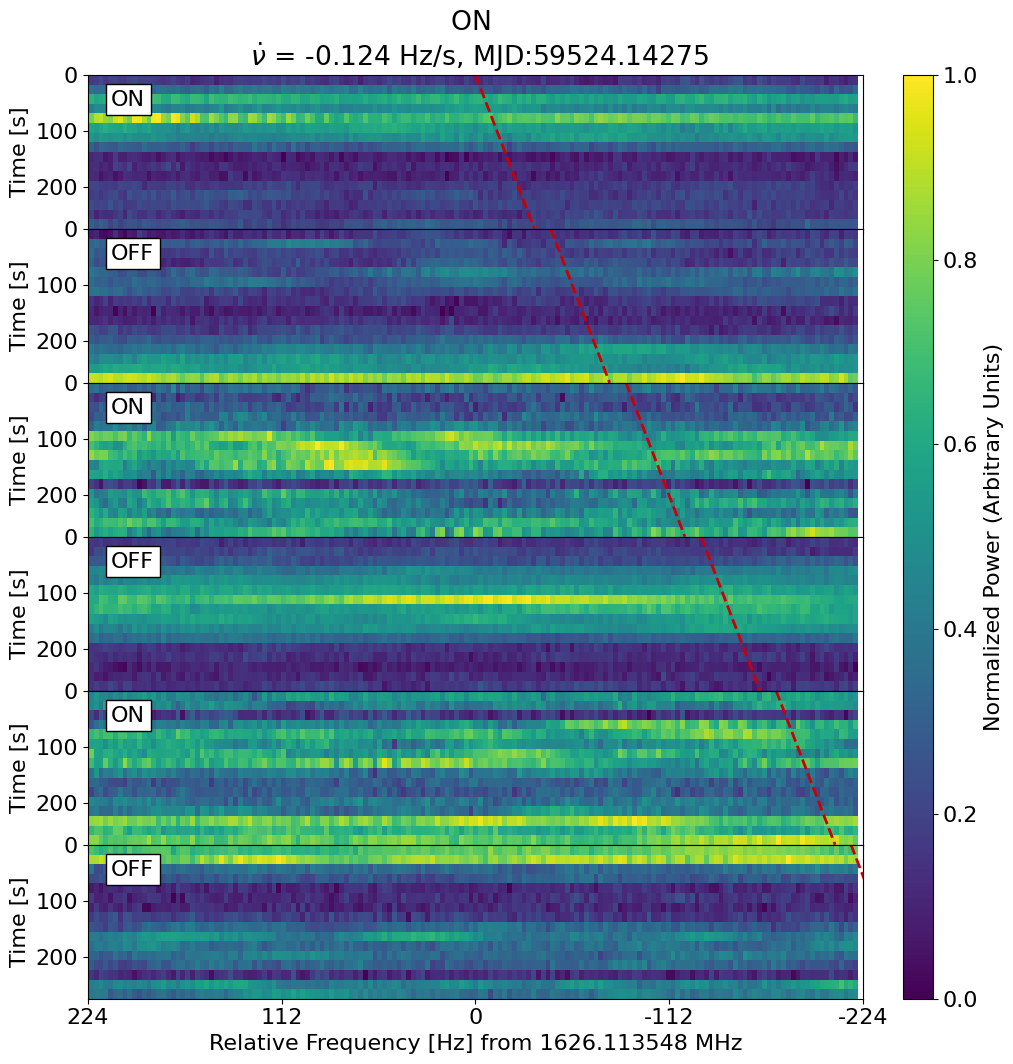 ON
ν̇ = -0.124 Hz/s, MJD:59524.14275
0
ON
100
Time [s]
200
0
OFF
100
Time [s]
200
0
ON
100
Time [s]
200
0
OFF
100
Time [s]
200
0
ON
100
Time [s]
200
0
OFF
100
Time [s]
200
224
112
0
-112
-224
Relative Frequency [Hz] from 1626.113548 MHz
1.0
0.8
0.6
0.4
0.2
0.0
Normalized Power (Arbitrary Units)